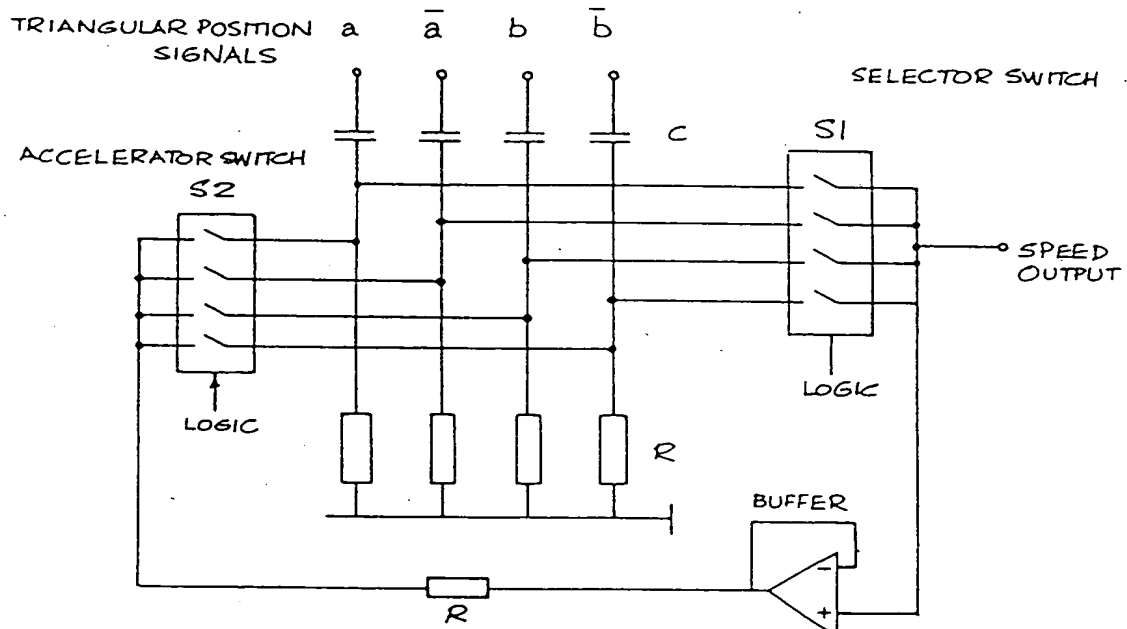 TRIANGULAR POSITION
SIGNALS
a
a̅
b
b̅
SELECTOR SWITCH
C
S1
ACCELERATOR SWITCH
S2
SPEED
OUTPUT
LOGIC
LOGIC
R
BUFFER
−
+
R